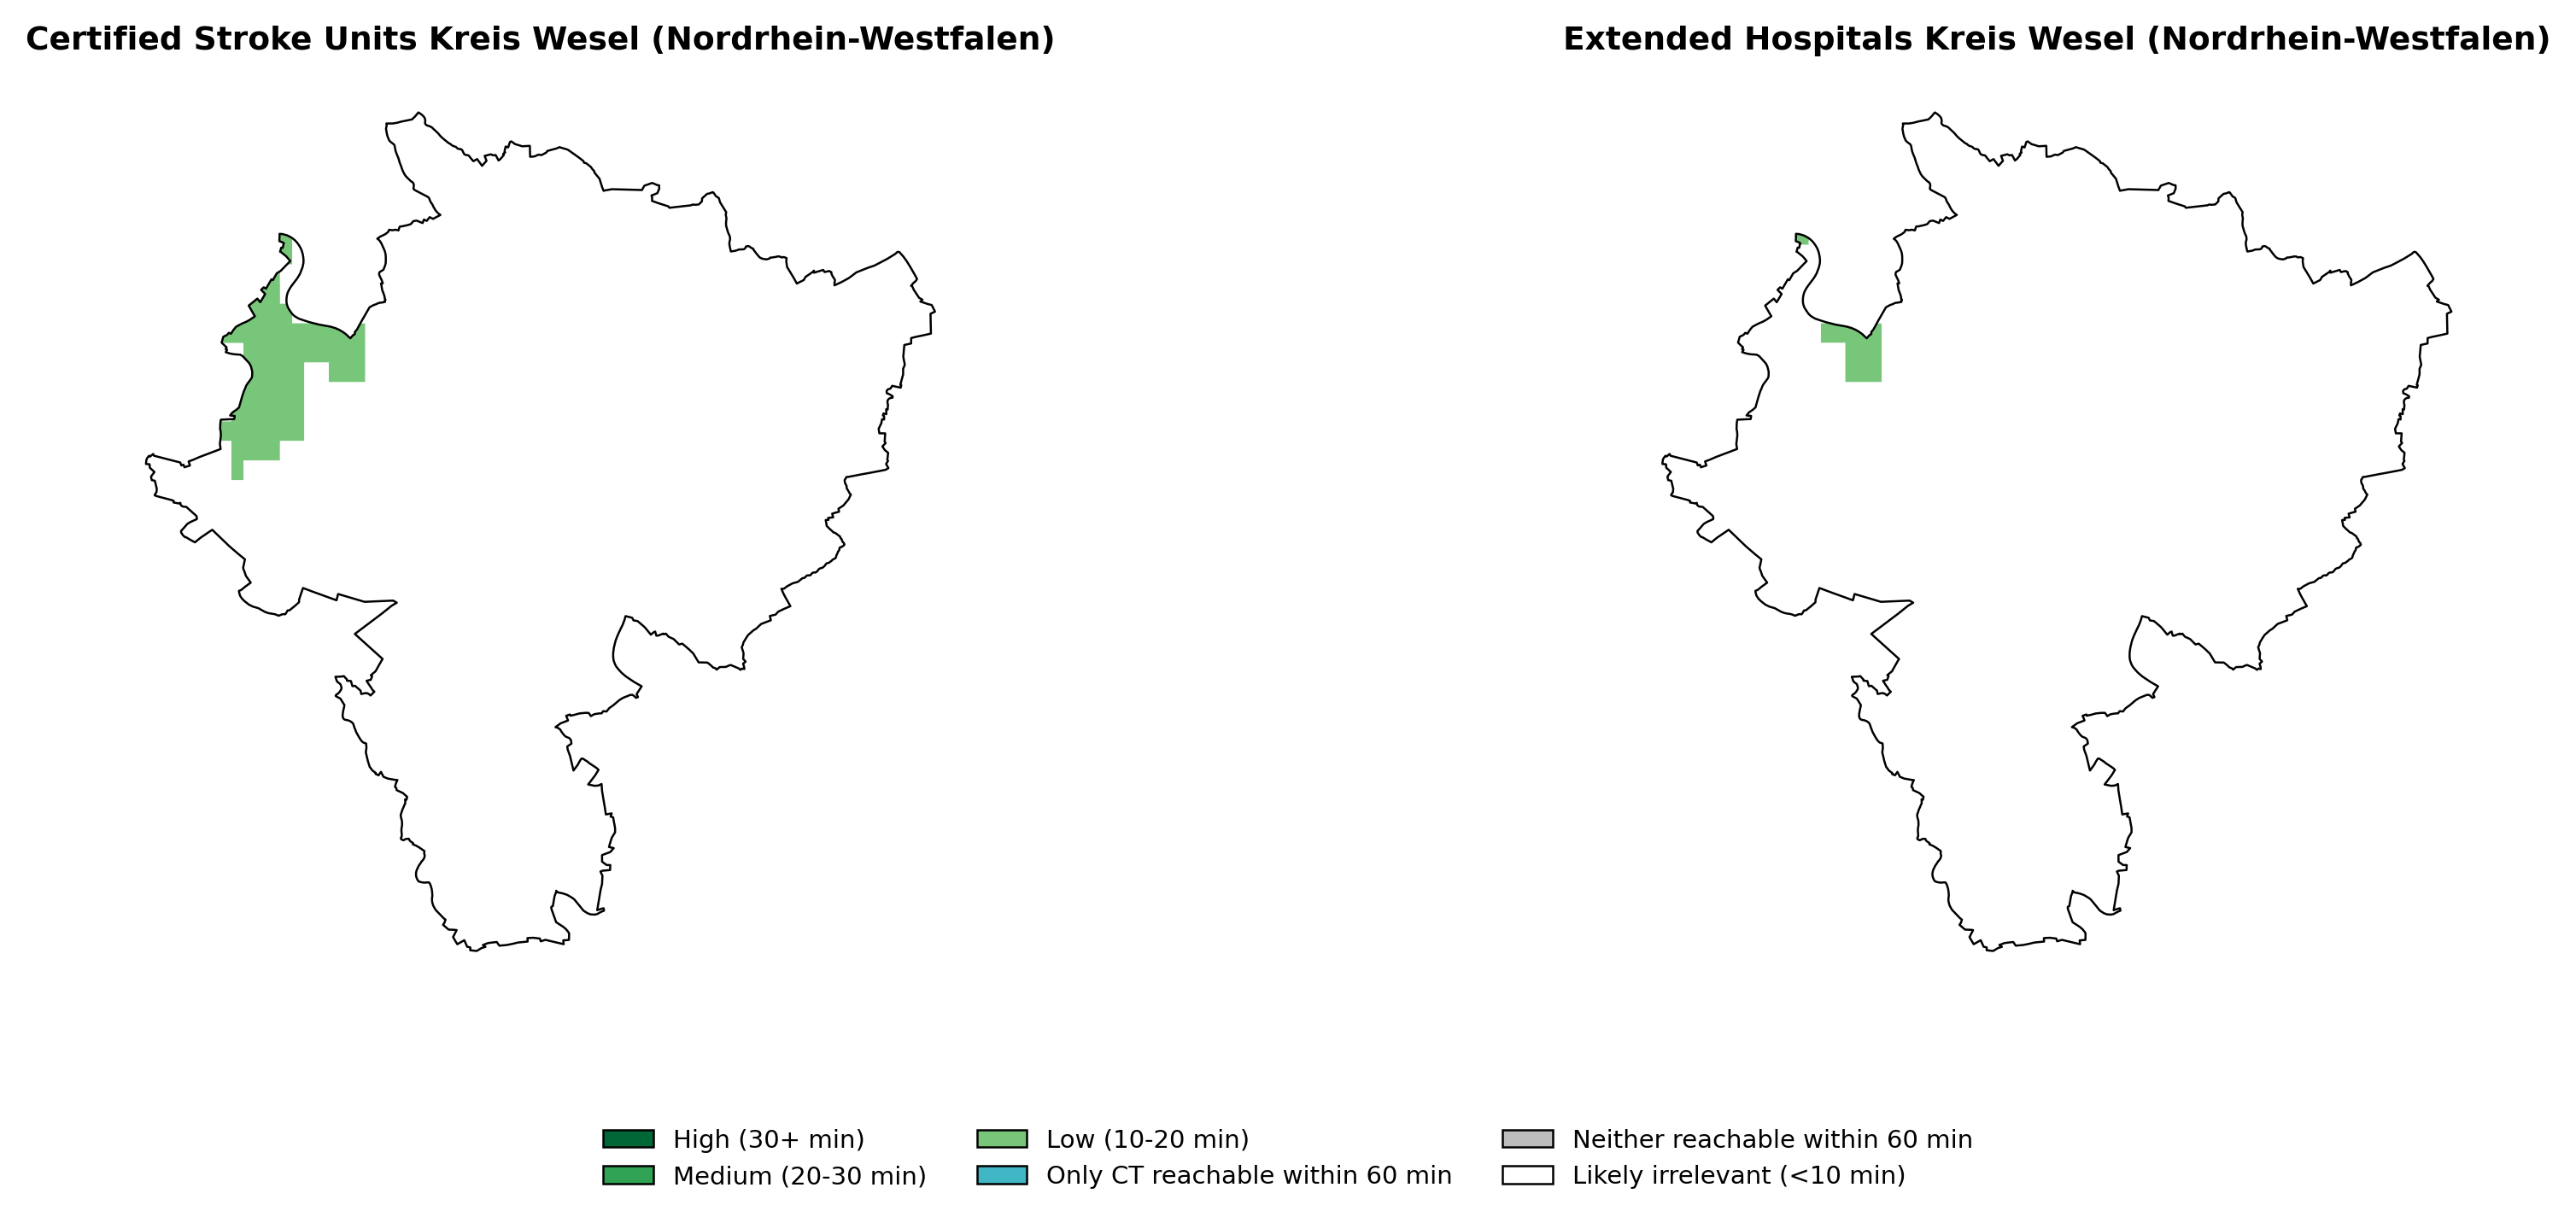 Certified Stroke Units Kreis Wesel (Nordrhein-Westfalen)
Extended Hospitals Kreis Wesel (Nordrhein-Westfalen)
High (30+ min)
Medium (20-30 min)
Low (10-20 min)
Only CT reachable within 60 min
Neither reachable within 60 min
Likely irrelevant (<10 min)